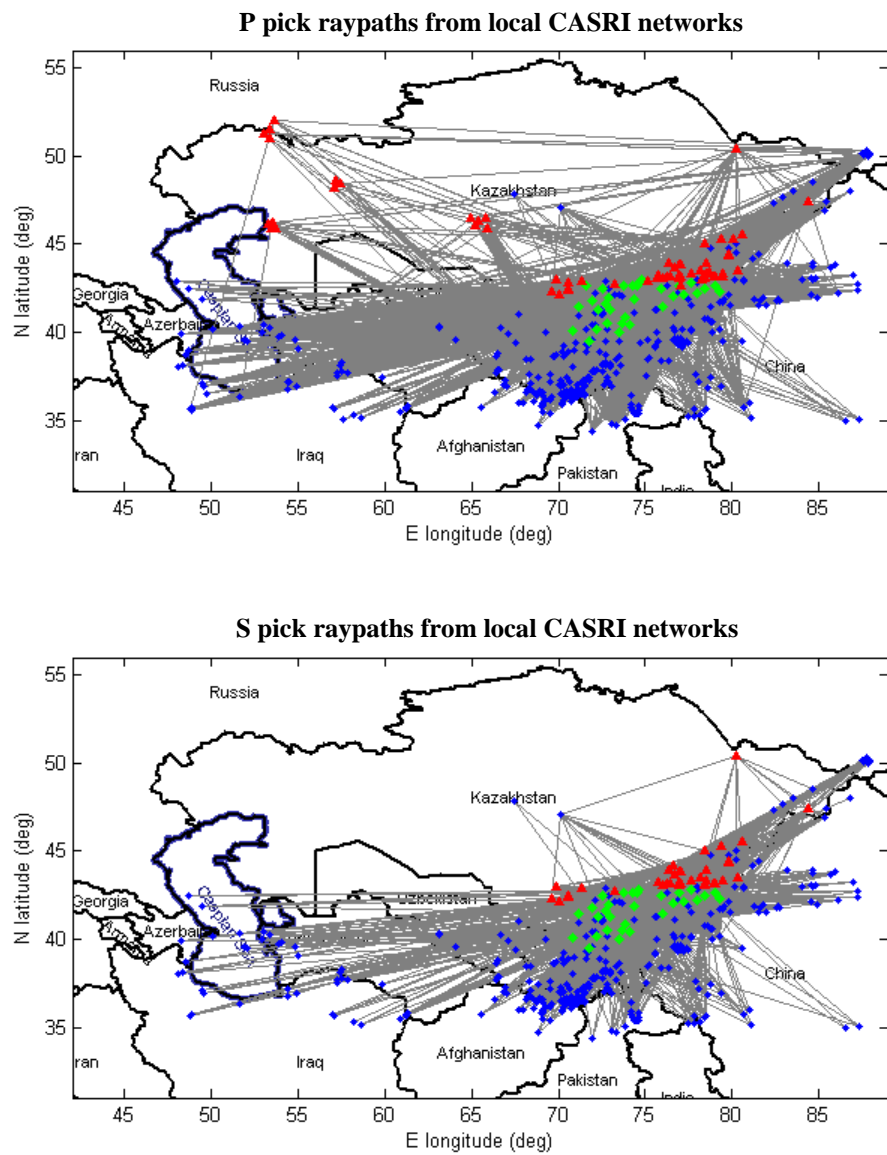 P pick raypaths from local CASRI networks
55
50
45
40
35
N latitude (deg)
Russia
Kazakhstan
Georgia
Azerbaijan
China
Afghanistan
Iraq
ran
Pakistan
45 50 55 60 65 70 75 80 85
E longitude (deg)
S pick raypaths from local CASRI networks
55
50
45
40
35
N latitude (deg)
Russia
Kazakhstan
Georgia
Uzbekistan
Azerbaijan
Caspian Sea
China
Afghanistan
Iraq
ran
Pakistan
45 50 55 60 65 70 75 80 85
E longitude (deg)